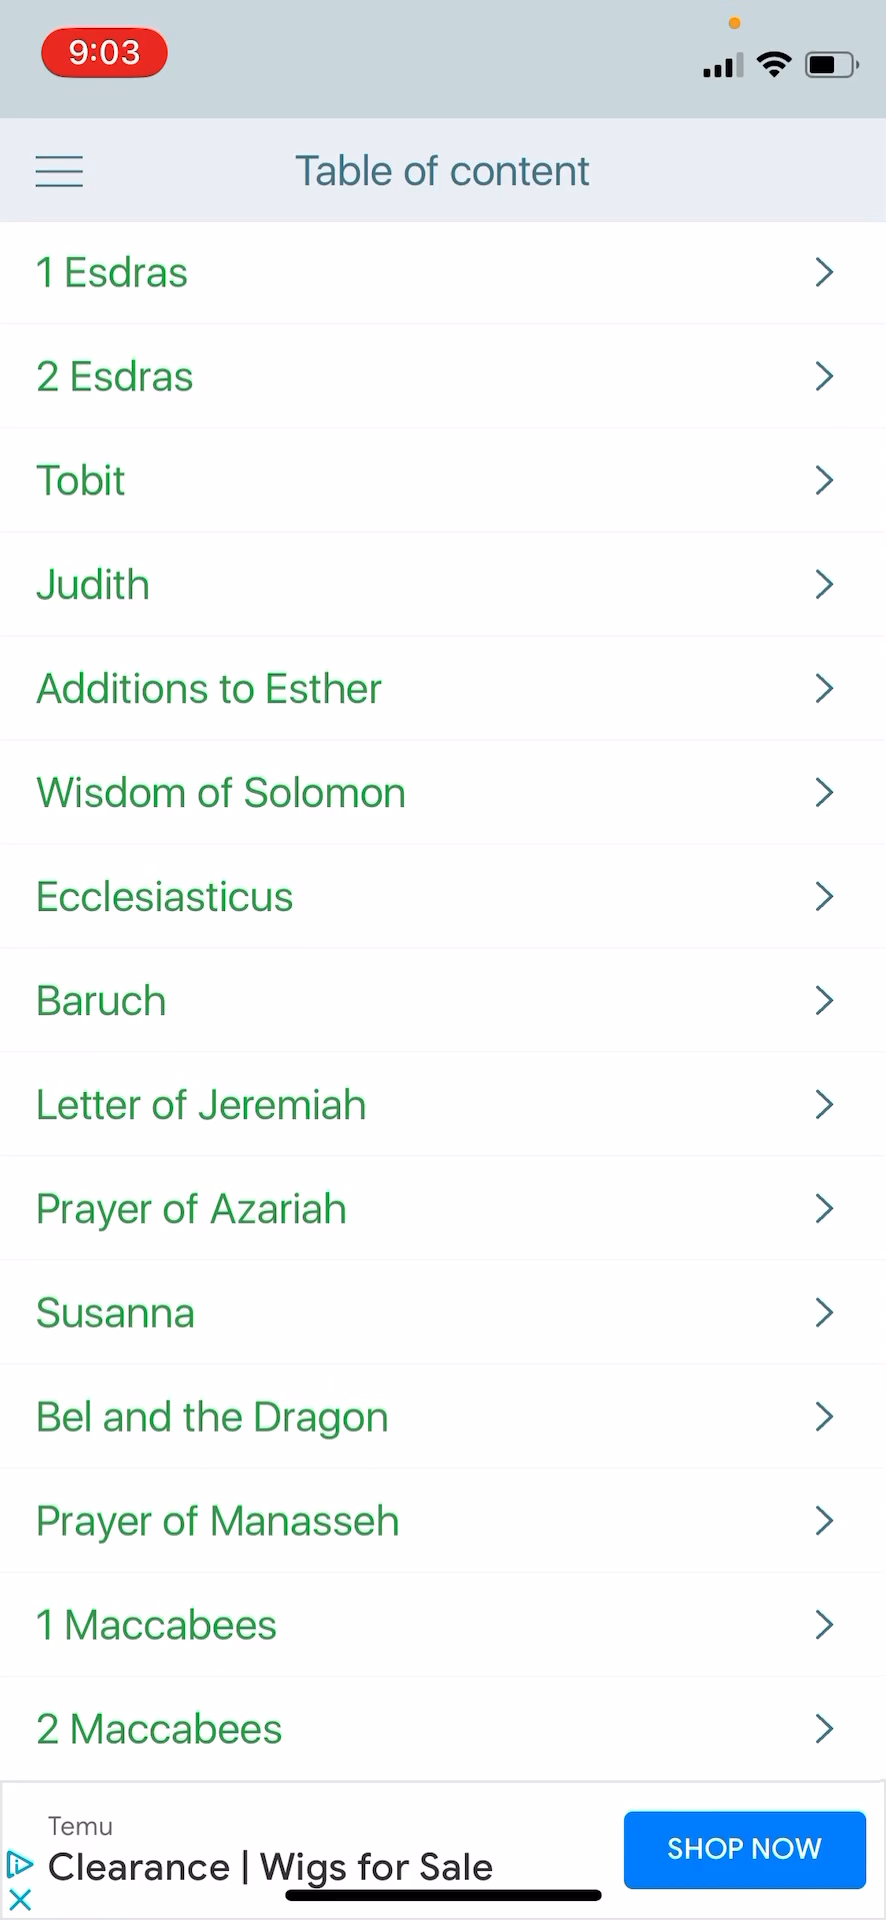 9:03
Table of content
1 Esdras
2 Esdras
Tobit
Judith
Additions to Esther
Wisdom of Solomon
Ecclesiasticus
Baruch
Letter of Jeremiah
Prayer of Azariah
Susanna
Bel and the Dragon
Prayer of Manasseh
1 Maccabees
2 Maccabees
Temu
Clearance | Wigs for Sale
SHOP NOW